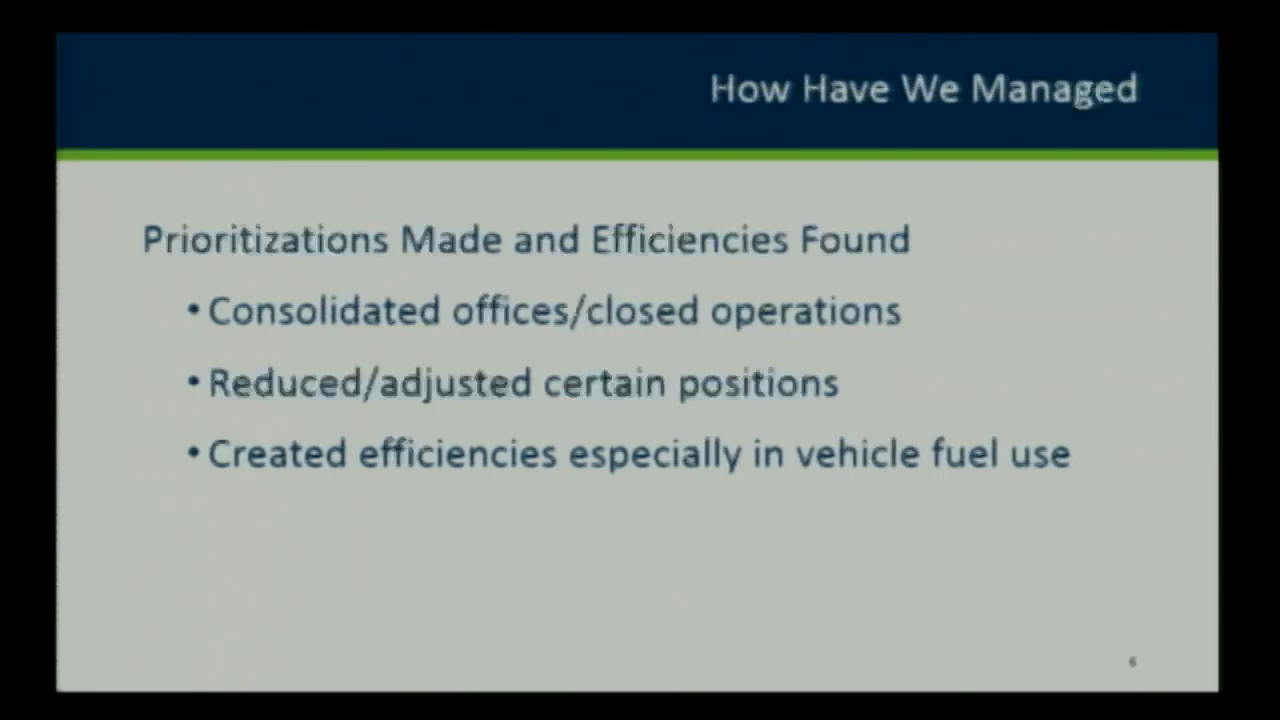 How Have We Managed
Prioritizations Made and Efficiencies Found
• Consolidated offices/closed operations
• Reduced/adjusted certain positions
• Created efficiencies especially in vehicle fuel use
6